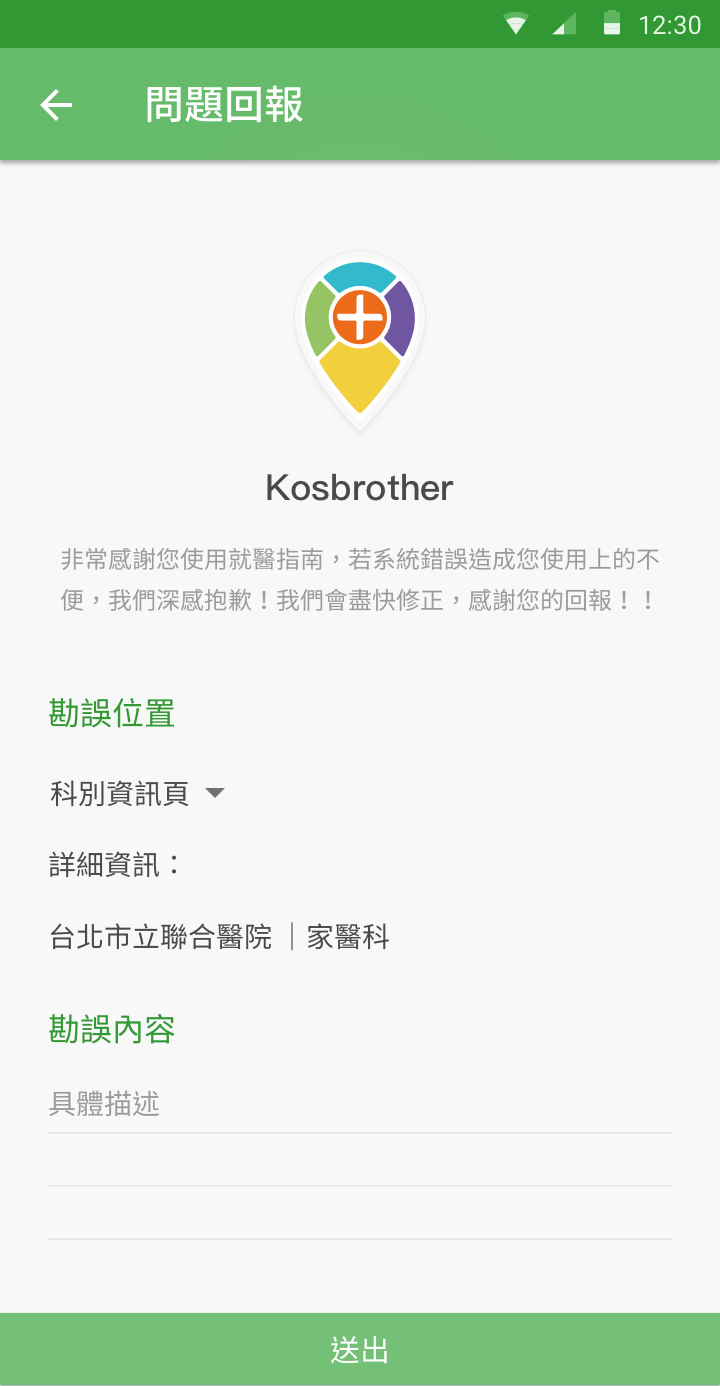 12:30
問題回報
Kosbrother
非常感謝您使用就醫指南，若系統錯誤造成您使用上的不
便，我們深感抱歉！我們會盡快修正，感謝您的回報！！
勘誤位置
科別資訊頁
詳細資訊：
台北市立聯合醫院｜家醫科
勘誤內容
具體描述
送出